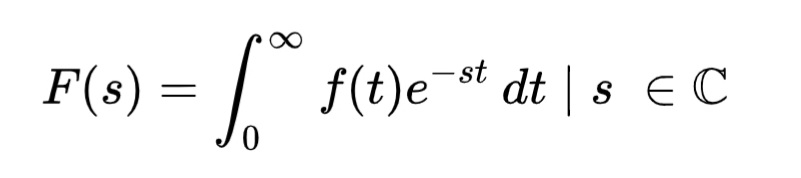 F(s) = ∫₀^∞ f(t)e^{−st} dt | s ∈ ℂ